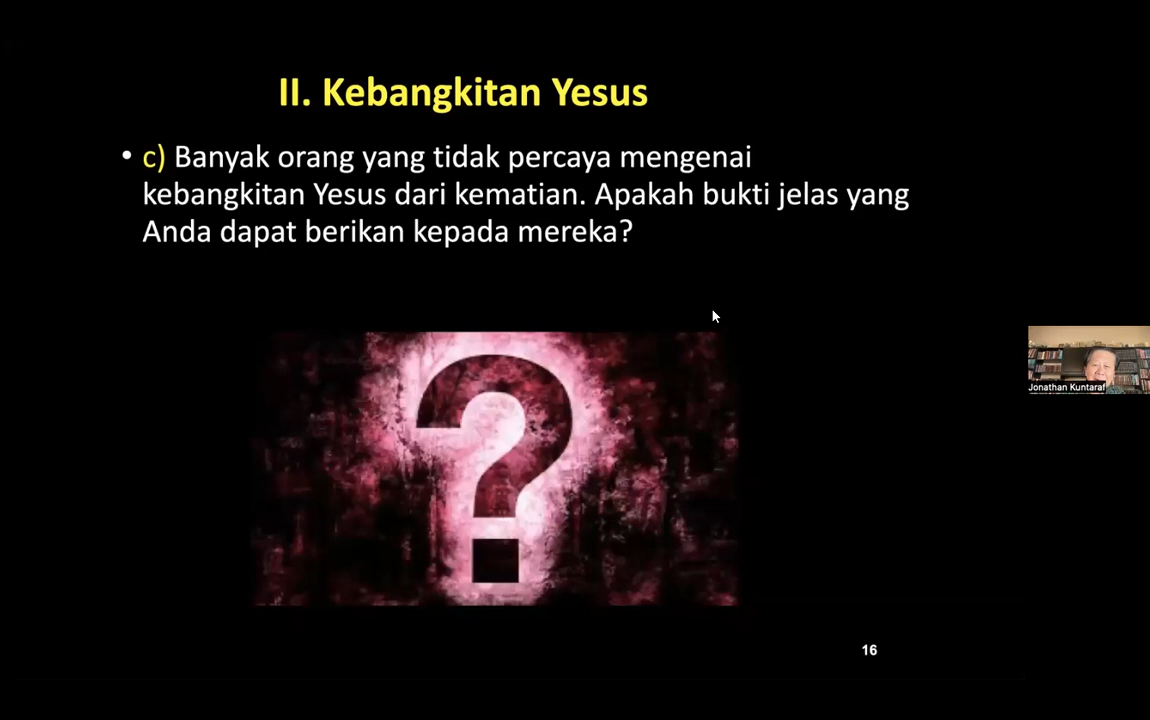 II. Kebangkitan Yesus
• c) Banyak orang yang tidak percaya mengenai
kebangkitan Yesus dari kematian. Apakah bukti jelas yang
Anda dapat berikan kepada mereka?
?
Jonathan Kuntaraf
16